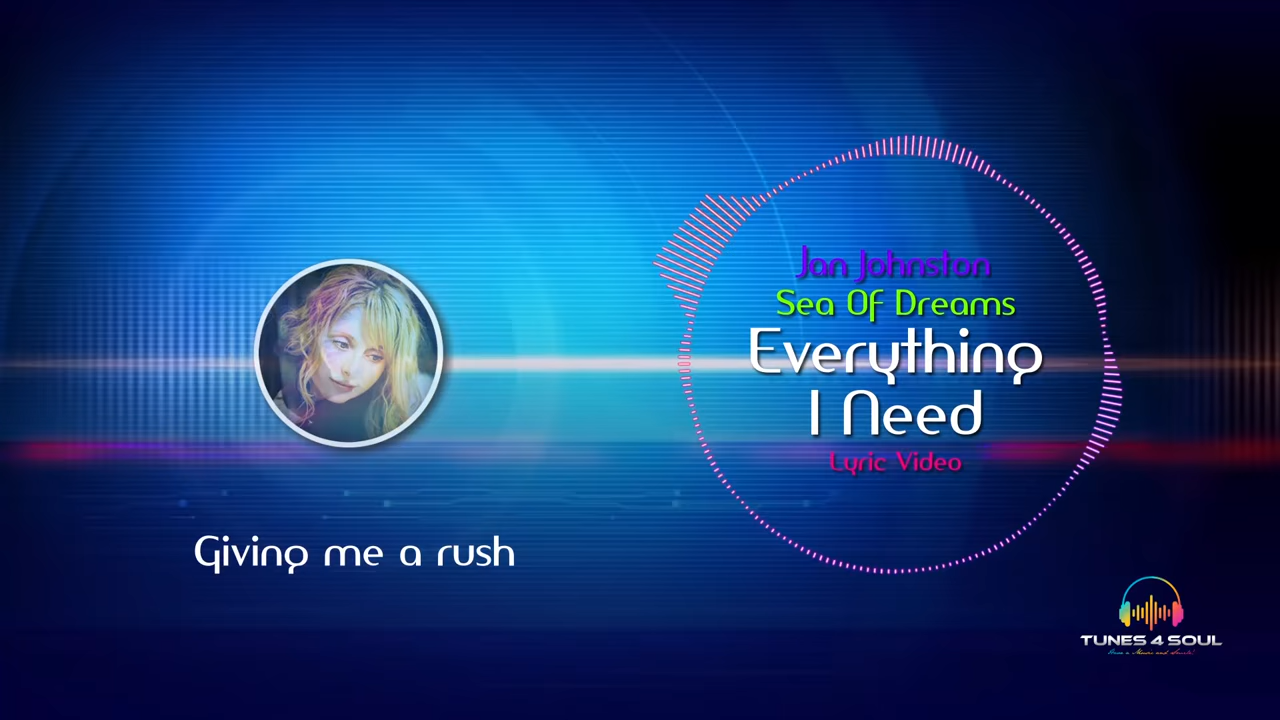 Jan Johnston
Sea Of Dreams
Everything
I Need
Lyric Video
Giving me a rush
TUNES 4 SOUL